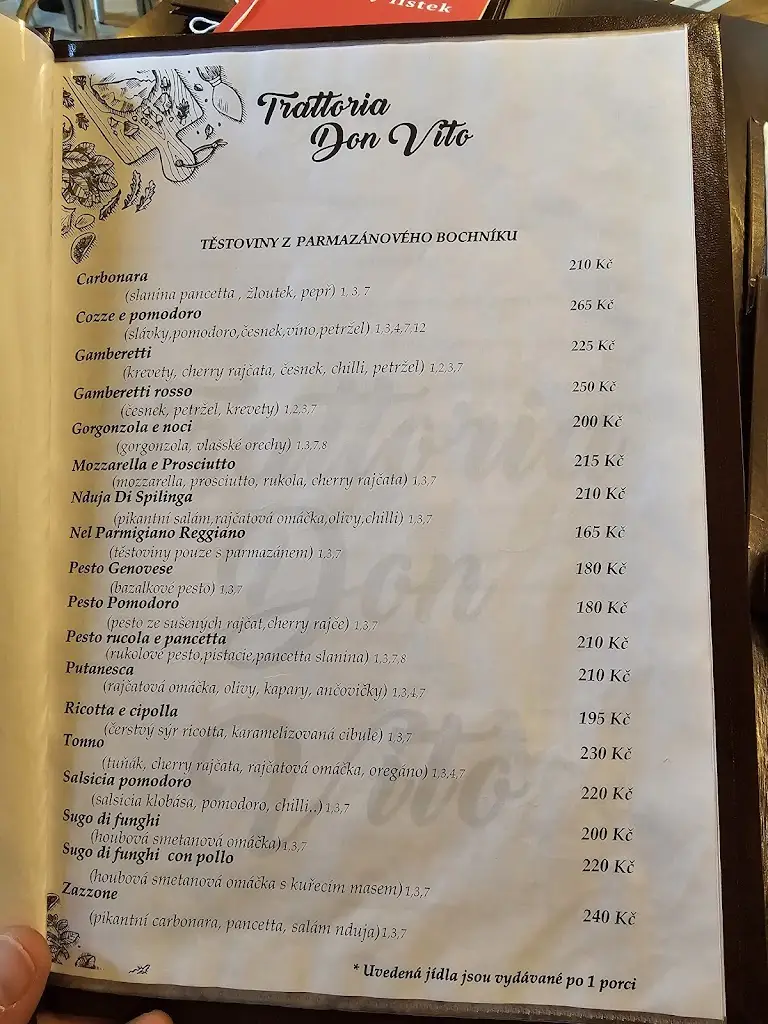 lístek
Trattoria
Don Vito
TĚSTOVINY Z PARMAZÁNOVÉHO BOCHNÍKU
Carbonara 210 Kč
(slanina pancetta , žloutek, pepř) 1, 3, 7
Cozze e pomodoro 265 Kč
(slávky,pomodoro,česnek,víno,petržel) 1,3,4,7,12
Gamberetti 225 Kč
(krevety, cherry rajčata, česnek, chilli, petržel) 1,2,3,7
Gamberetti rosso 250 Kč
(česnek, petržel, krevety) 1,2,3,7
Gorgonzola e noci 200 Kč
(gorgonzola, vlašské orechy) 1,3,7,8
Mozzarella e Prosciutto 215 Kč
(mozzarella, prosciutto, rukola, cherry rajčata) 1,3,7
Nduja Di Spilinga 210 Kč
(pikantní salám,rajčatová omáčka,olivy,chilli) 1,3,7
Nel Parmigiano Reggiano 165 Kč
(těstoviny pouze s parmazánem) 1,3,7
Pesto Genovese 180 Kč
(bazalkové pesto) 1,3,7
Pesto Pomodoro 180 Kč
(pesto ze sušených rajčat,cherry rajče) 1,3,7
Pesto rucola e pancetta 210 Kč
(rukolové pesto,pistácie,pancetta slanina) 1,3,7,8
Putanesca 210 Kč
(rajčatová omáčka, olivy, kapary, ančovičky) 1,3,4,7
Ricotta e cipolla 195 Kč
(čerstvý sýr ricotta, karamelizovaná cibule) 1,3,7
Tonno 230 Kč
(tuňák, cherry rajčata, rajčatová omáčka, oregáno) 1,3,4,7
Salsicia pomodoro 220 Kč
(salsicia klobása, pomodoro, chilli..) 1,3,7
Sugo di funghi 200 Kč
(houbová smetanová omáčka)1,3,7
Sugo di funghi con pollo 220 Kč
(houbová smetanová omáčka s kuřecím masem) 1,3,7
Zazzone 240 Kč
(pikantní carbonara, pancetta, salám nduja)1,3,7
* Uvedená jídla jsou vydávané po 1 porci